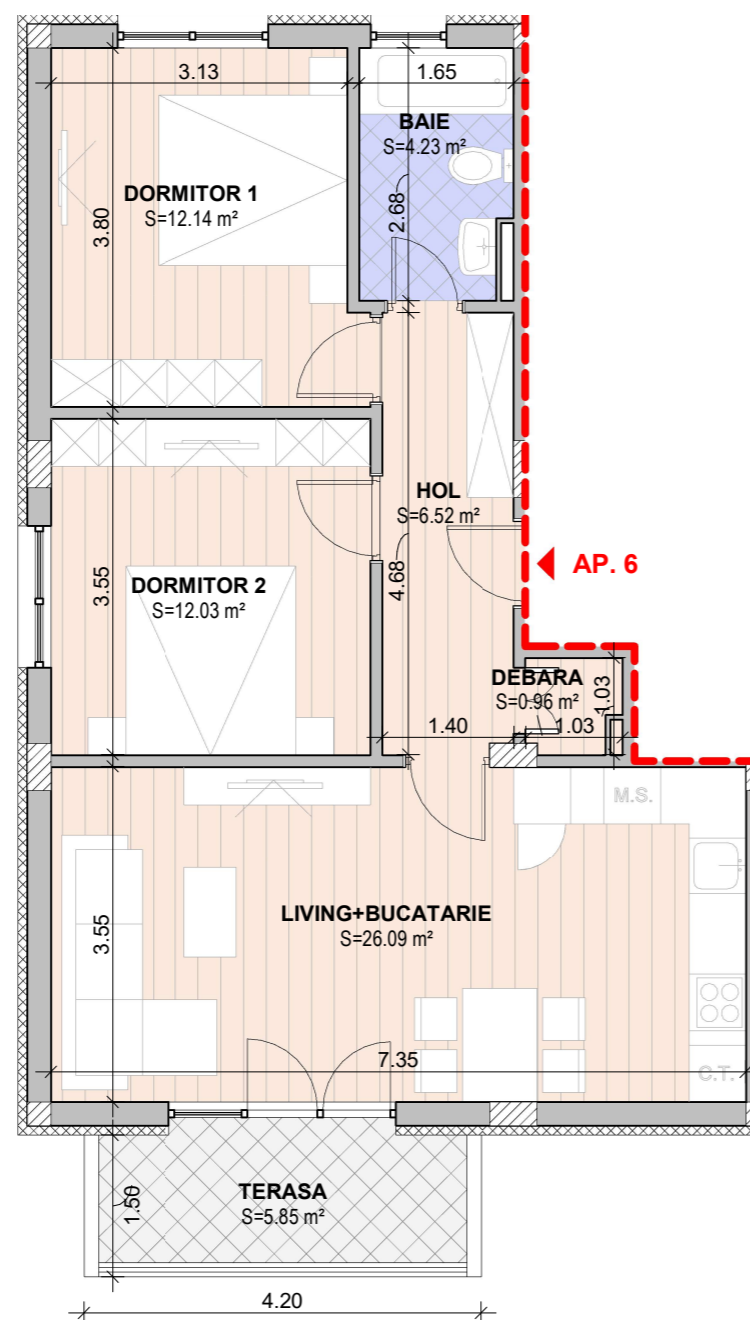 3.13
1.65
BAIE
S=4.23 m²
DORMITOR 1
S=12.14 m²
3.80
2.68
HOL
S=6.52 m²
AP. 6
3.55
DORMITOR 2
S=12.03 m²
4.68
DEBARA
S=0.96 m²
1.03
1.40
1.03
M.S.
LIVING+BUCATARIE
S=26.09 m²
3.55
7.35
C.T.
TERASA
S=5.85 m²
1.50
4.20